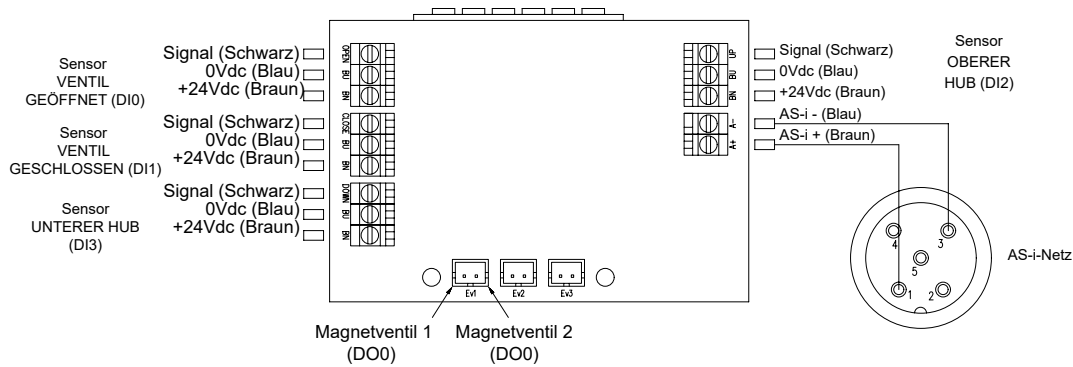 Sensor
VENTIL
GEÖFFNET (DI0)
Signal (Schwarz)
0Vdc (Blau)
+24Vdc (Braun)
OPEN
BU
BN
Sensor
VENTIL
GESCHLOSSEN (DI1)
Signal (Schwarz)
0Vdc (Blau)
+24Vdc (Braun)
CLOSE
BU
BN
Sensor
UNTERER HUB
(DI3)
Signal (Schwarz)
0Vdc (Blau)
+24Vdc (Braun)
DOWN
BU
BN
UP
BU
BN
Signal (Schwarz)
0Vdc (Blau)
+24Vdc (Braun)
Sensor
OBERER
HUB (DI2)
A-
A+
AS-i - (Blau)
AS-i + (Braun)
4
3
5
1
2
AS-i-Netz
Ev1
Ev2
Ev3
Magnetventil 1
(DO0)
Magnetventil 2
(DO0)